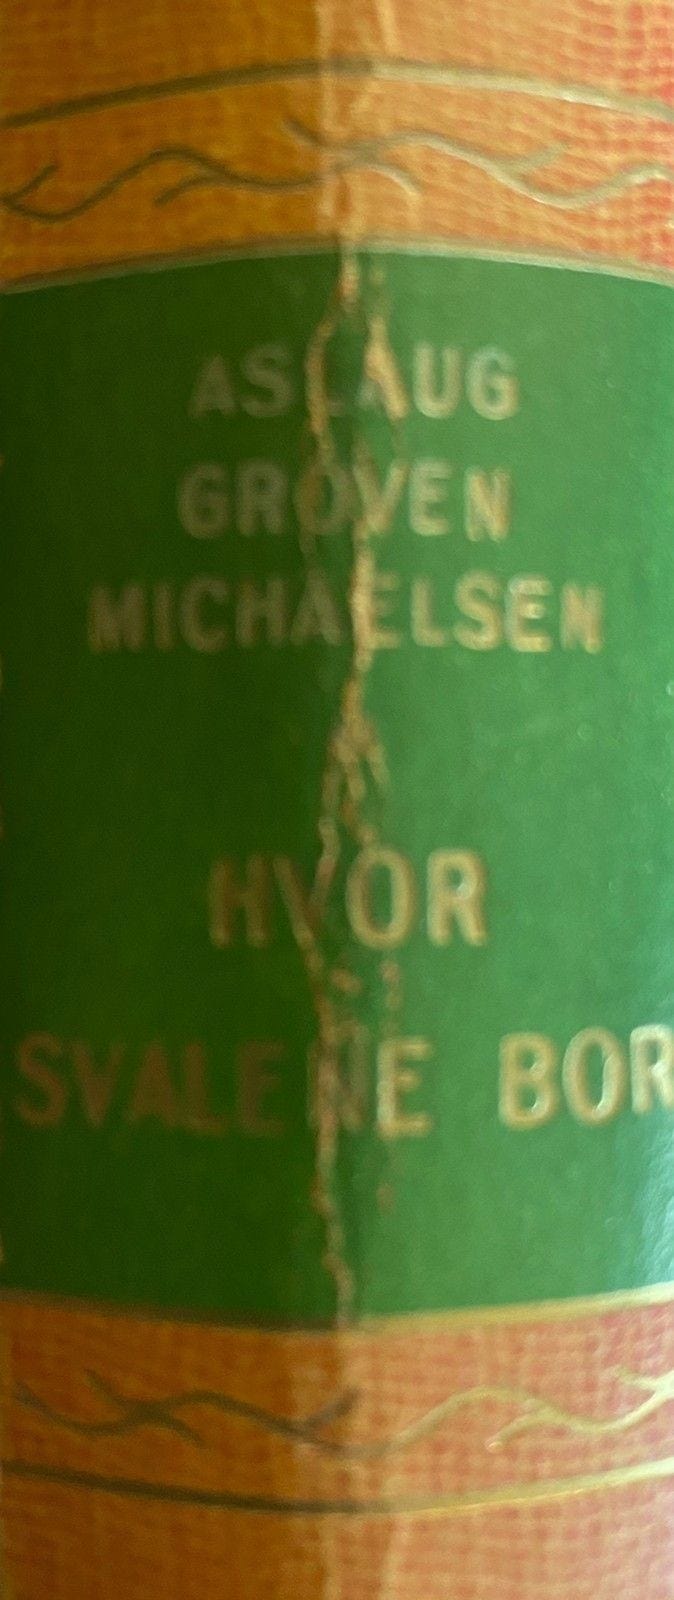 ASLAUG
GROVEN
MICHAELSEN
HVOR
SVALENE BOR